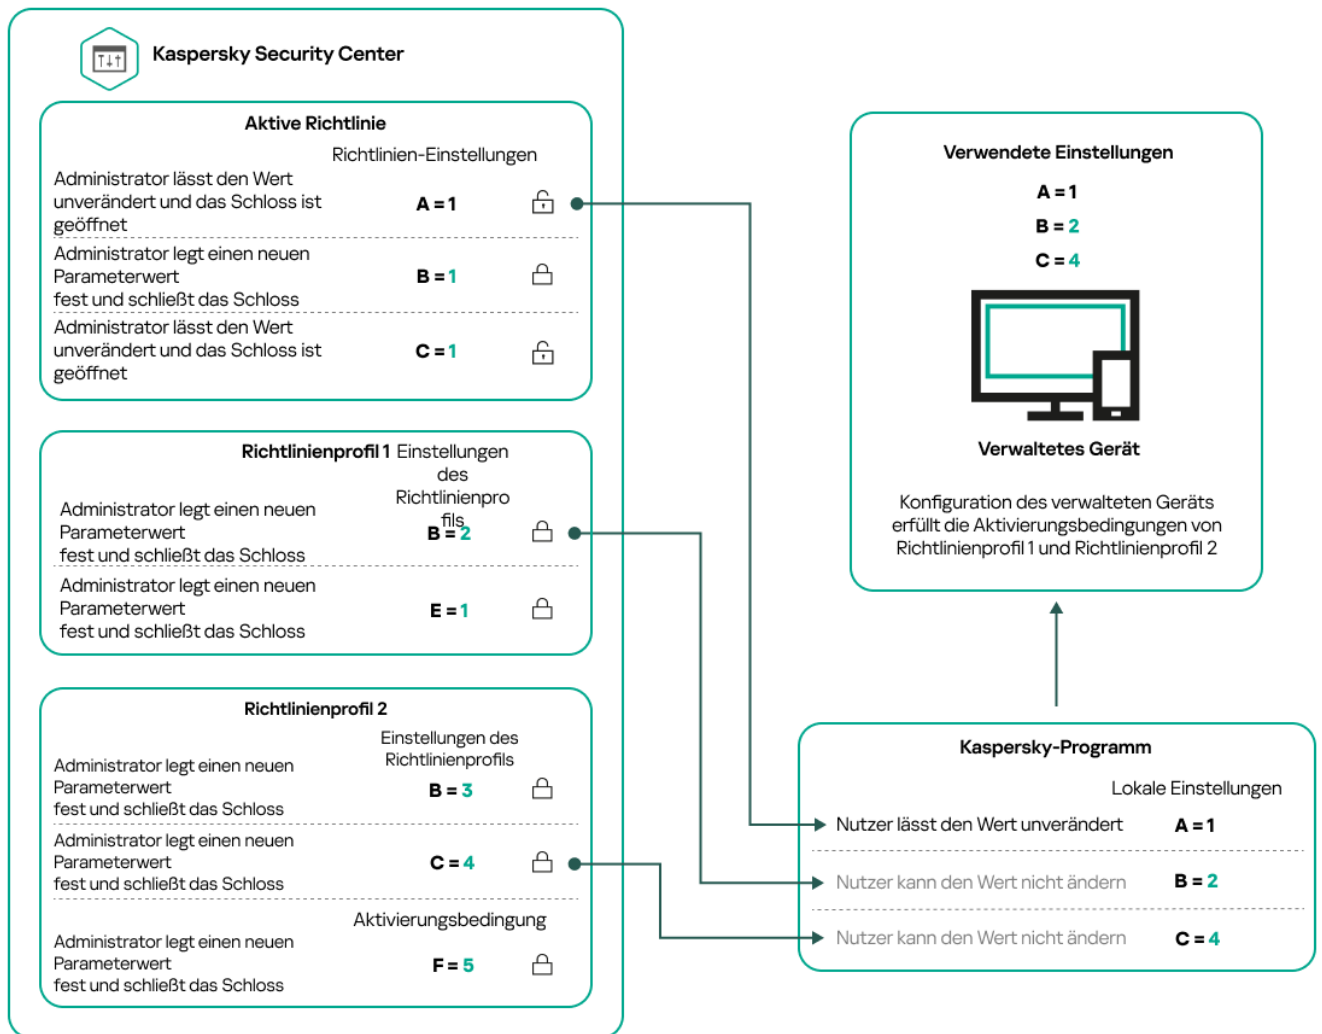 Kaspersky Security Center
Aktive Richtlinie
Richtlinien-Einstellungen
Administrator lässt den Wert
unverändert und das Schloss ist
geöffnet
A = 1
Administrator legt einen neuen
Parameterwert
fest und schließt das Schloss
B = 1
Administrator lässt den Wert
unverändert und das Schloss ist
geöffnet
C = 1
Richtlinienprofil 1
Einstellungen
des
Richtlinienpro
fils
Administrator legt einen neuen
Parameterwert
fest und schließt das Schloss
B = 2
Administrator legt einen neuen
Parameterwert
fest und schließt das Schloss
E = 1
Richtlinienprofil 2
Einstellungen des
Richtlinienprofils
Administrator legt einen neuen
Parameterwert
fest und schließt das Schloss
B = 3
Administrator legt einen neuen
Parameterwert
fest und schließt das Schloss
C = 4
Aktivierungsbedingung
Administrator legt einen neuen
Parameterwert
fest und schließt das Schloss
F = 5
Verwendete Einstellungen
A = 1
B = 2
C = 4
Verwaltetes Gerät
Konfiguration des verwalteten Geräts
erfüllt die Aktivierungsbedingungen von
Richtlinienprofil 1 und Richtlinienprofil 2
Kaspersky-Programm
Lokale Einstellungen
Nutzer lässt den Wert unverändert
A = 1
Nutzer kann den Wert nicht ändern
B = 2
Nutzer kann den Wert nicht ändern
C = 4